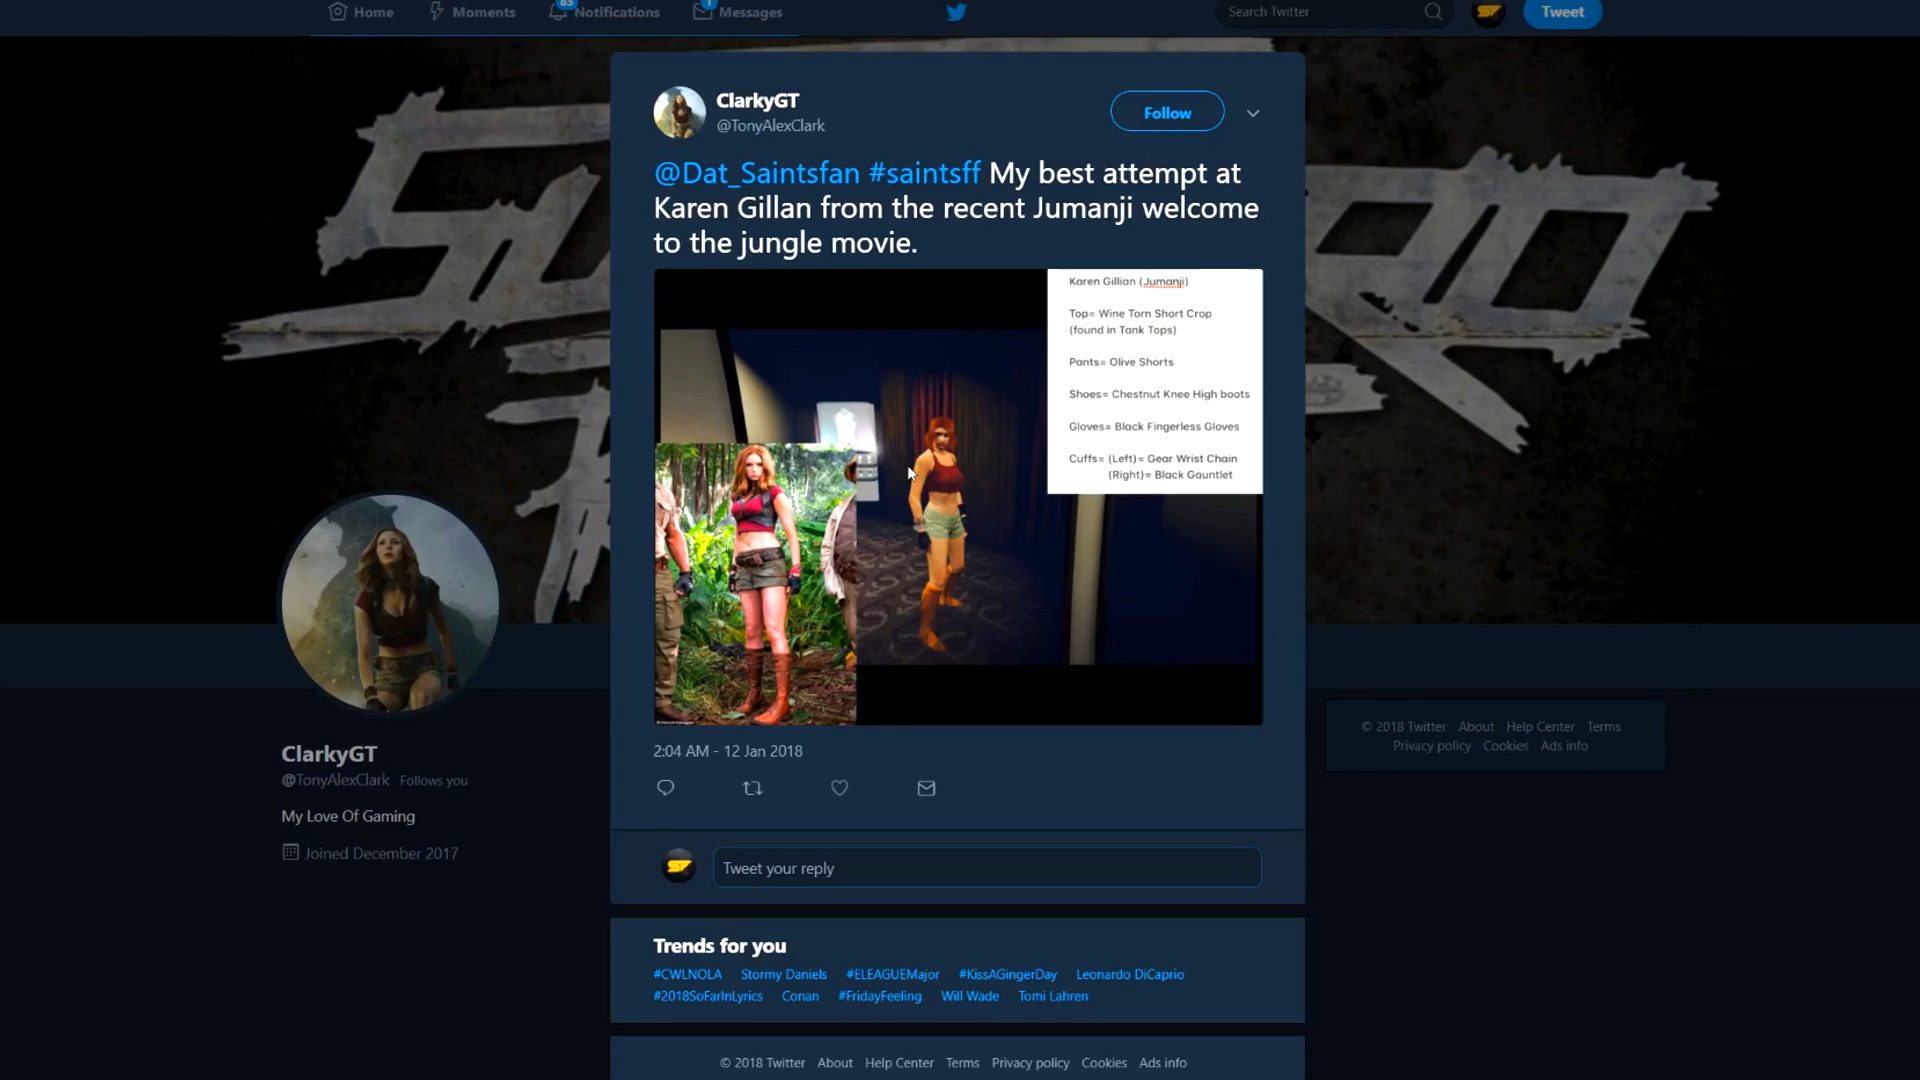 Home
Moments
Notifications
Messages
Search Twitter
Tweet
ClarkyGT
@TonyAlexClark
Follow
@Dat_Saintsfan #saintsff My best attempt at
Karen Gillan from the recent Jumanji welcome
to the jungle movie.
Karen Gillian (Jumanji)
Top= Wine Torn Short Crop
(found in Tank Tops)
Pants= Olive Shorts
Shoes= Chestnut Knee High boots
Gloves= Black Fingerless Gloves
Cuffs= (Left)= Gear Wrist Chain
(Right)= Black Gauntlet
2:04 AM - 12 Jan 2018
Tweet your reply
ClarkyGT
@TonyAlexClark Follows you
My Love Of Gaming
Joined December 2017
© 2018 Twitter About Help Center Terms
Privacy policy Cookies Ads info
Trends for you
#CWLNOLA Stormy Daniels #ELEAGUEMajor #KissAGingerDay Leonardo DiCaprio
#2018SoFarInLyrics Conan #FridayFeeling Will Wade Tomi Lahren
© 2018 Twitter About Help Center Terms Privacy policy Cookies Ads info